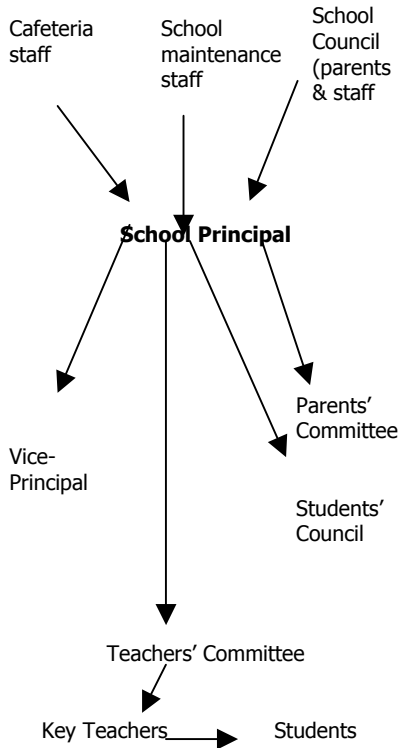 Cafeteria
staff
School
maintenance
staff
School
Council
(parents
& staff
School Principal
Vice-
Principal
Parents'
Committee
Students'
Council
Teachers' Committee
Key Teachers
Students